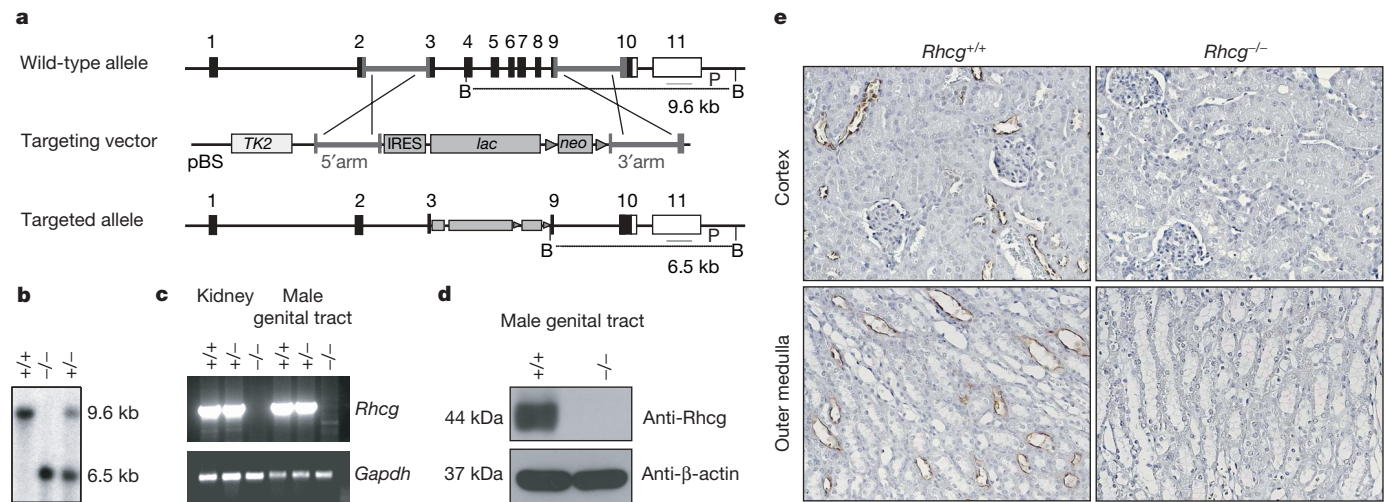 a
1 2 3 4 5 6 7 8 9 10 11
Wild-type allele
B P B
9.6 kb
Targeting vector
TK2 IRES lac neo
pBS 5′arm 3′arm
1 2 3 9 10 11
Targeted allele
B P B
6.5 kb
b
+/+ −/− +/−
9.6 kb
6.5 kb
c
Kidney Male
genital tract
+/+ +/− −/− +/+ +/− −/−
Rhcg
Gapdh
d
Male genital tract
+/+ −/−
44 kDa Anti-Rhcg
37 kDa Anti-β-actin
e
Rhcg+/+ Rhcg−/−
Cortex
Outer medulla